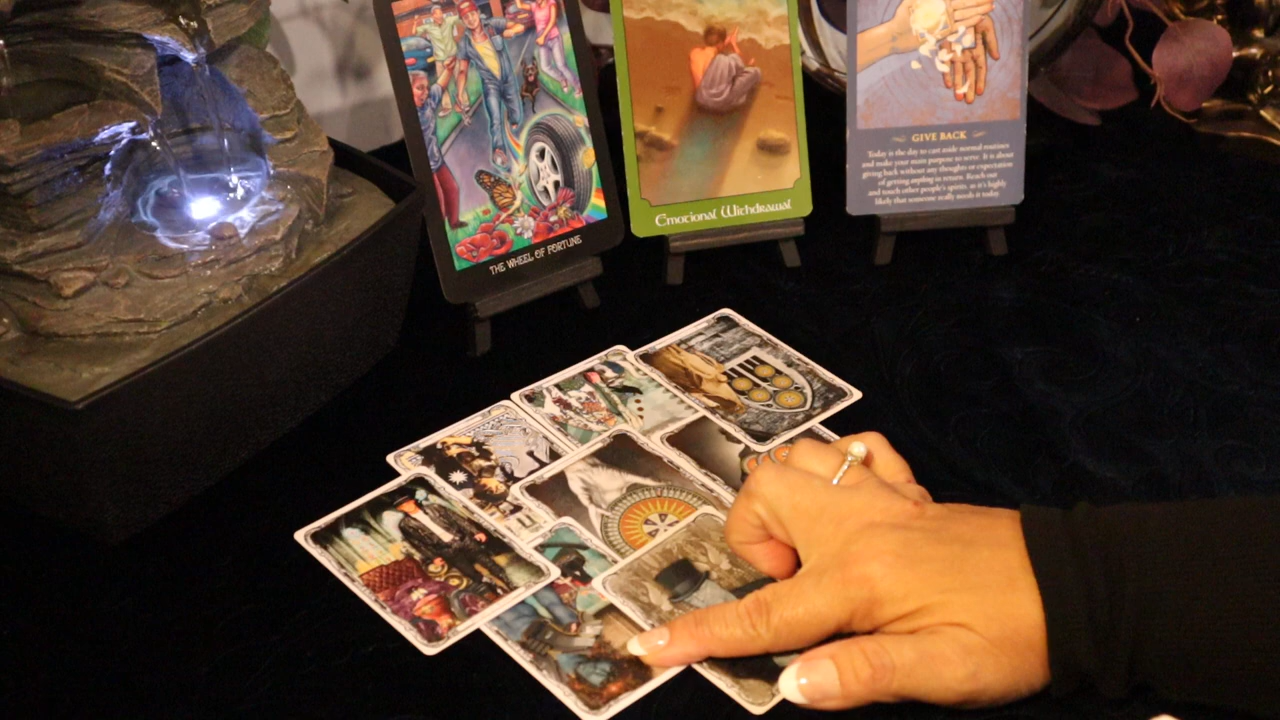 THE WHEEL OF FORTUNE
Emotional Withdrawal
GIVE BACK
Today is the day to cast aside normal routines
and make your main purpose to serve. It is about
giving back without any thoughts or expectations
of getting anything in return. Reach out
and touch other people's spirits, as it's highly
likely that someone really needs it today.